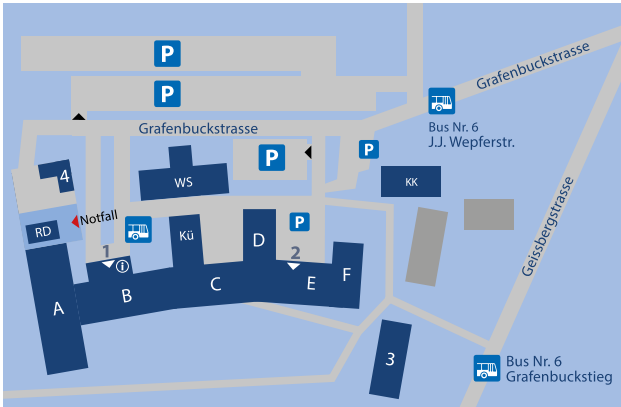 P
P
Grafenbuckstrasse
Bus Nr. 6
J.J. Wepferstr.
Grafenbuckstrasse
P
P
4
WS
KK
Geissbergstrasse
Notfall
RD
P
Kü
D
1
i
2
F
A
B
C
E
3
Bus Nr. 6
Grafenbuckstieg